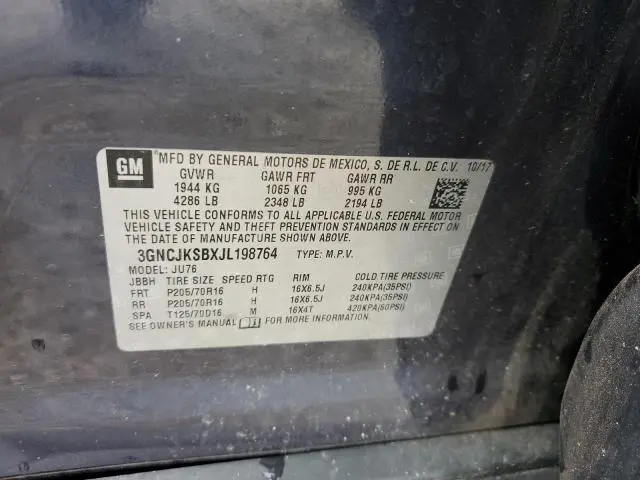 GM
MFD BY GENERAL MOTORS DE MEXICO, S. DE R.L. DE C.V. 10/17
GVWR GAWR FRT GAWR RR
1944 KG 1065 KG 995 KG
4286 LB 2348 LB 2194 LB
THIS VEHICLE CONFORMS TO ALL APPLICABLE U.S. FEDERAL MOTOR
VEHICLE SAFETY, BUMPER, AND THEFT PREVENTION
STANDARDS IN EFFECT ON THE DATE OF MANUFACTURE SHOWN ABOVE.
3GNCJKSBXJL198764 TYPE: M.P.V.
MODEL: JU76
JBBH TIRE SIZE SPEED RTG RIM COLD TIRE PRESSURE
FRT P205/70R16 H 16X6.5J 240KPA(35PSI)
RR P205/70R16 H 16X6.5J 240KPA(35PSI)
SPA T125/70D16 M 16X4T 420KPA(60PSI)
SEE OWNER'S MANUAL FOR MORE INFORMATION.